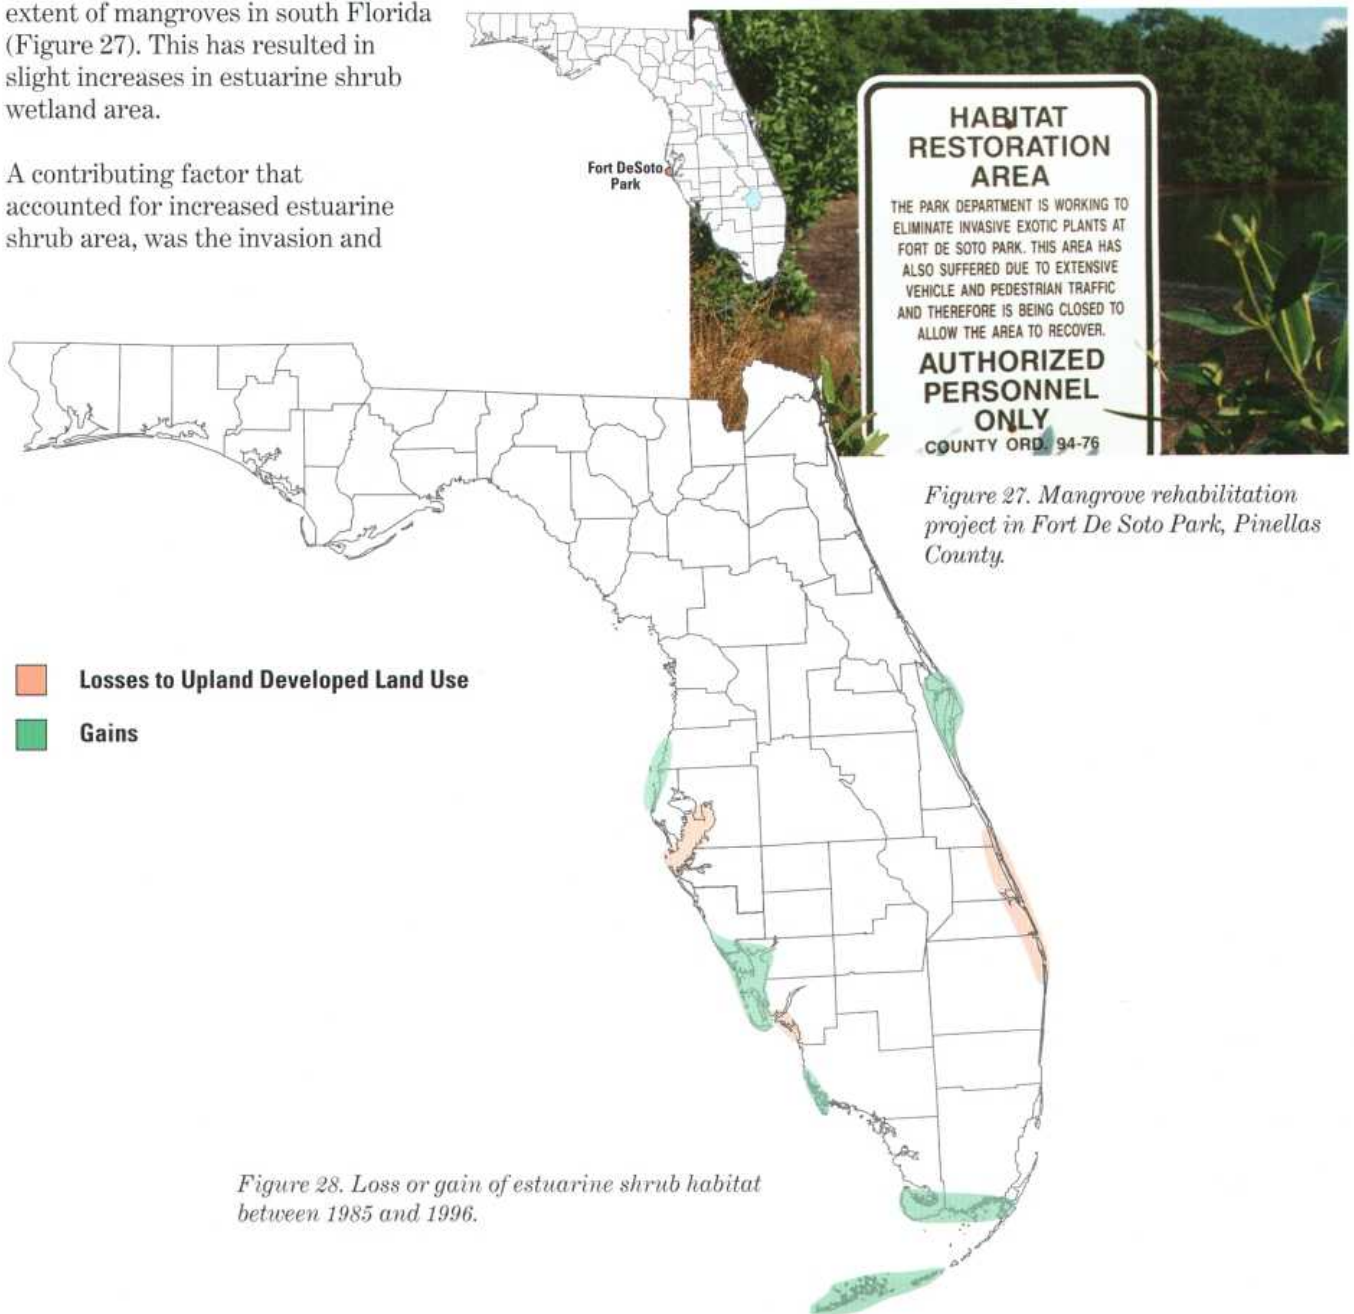 extent of mangroves in south Florida
(Figure 27). This has resulted in
slight increases in estuarine shrub
wetland area.
A contributing factor that
accounted for increased estuarine
shrub area, was the invasion and
Fort DeSoto
Park
HABITAT
RESTORATION
AREA
THE PARK DEPARTMENT IS WORKING TO
ELIMINATE INVASIVE EXOTIC PLANTS AT
FORT DE SOTO PARK. THIS AREA HAS
ALSO SUFFERED DUE TO EXTENSIVE
VEHICLE AND PEDESTRIAN TRAFFIC
AND THEREFORE IS BEING CLOSED TO
ALLOW THE AREA TO RECOVER.
AUTHORIZED
PERSONNEL
ONLY
COUNTY ORD. 94-76
Figure 27. Mangrove rehabilitation
project in Fort De Soto Park, Pinellas
County.
Losses to Upland Developed Land Use
Gains
Figure 28. Loss or gain of estuarine shrub habitat
between 1985 and 1996.